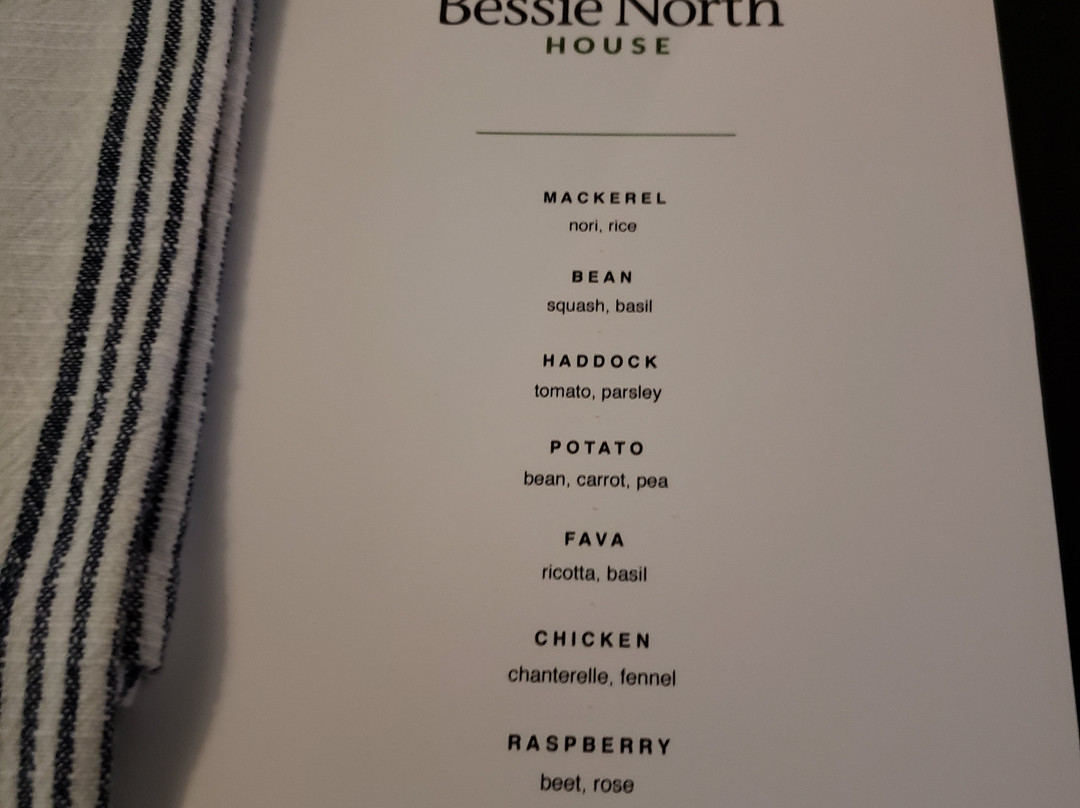 Bessie North
HOUSE
MACKEREL
nori, rice
BEAN
squash, basil
HADDOCK
tomato, parsley
POTATO
bean, carrot, pea
FAVA
ricotta, basil
CHICKEN
chanterelle, fennel
RASPBERRY
beet, rose